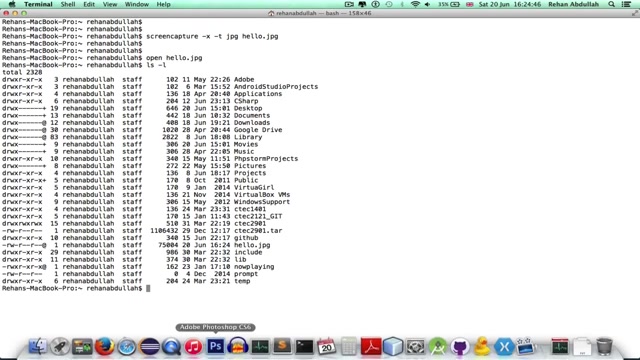 Terminal Shell Edit View Window Help 35% Sat 20 Jun 16:24:46 Rehan Abdullah
rehanabdullah — bash — 158×46
Rehans-MacBook-Pro:~ rehanabdullah$
Rehans-MacBook-Pro:~ rehanabdullah$
Rehans-MacBook-Pro:~ rehanabdullah$ screencapture -x -t jpg hello.jpg
Rehans-MacBook-Pro:~ rehanabdullah$
Rehans-MacBook-Pro:~ rehanabdullah$
Rehans-MacBook-Pro:~ rehanabdullah$ open hello.jpg
Rehans-MacBook-Pro:~ rehanabdullah$ ls -l
total 2328
drwxr-xr-x 3 rehanabdullah staff 102 11 May 22:26 Adobe
drwxr-xr-x 3 rehanabdullah staff 102 6 Mar 15:52 AndroidStudioProjects
drwxr-xr-x 4 rehanabdullah staff 136 18 Apr 20:40 Applications
drwxr-xr-x 6 rehanabdullah staff 204 12 Jun 23:13 CSharp
drwx------+ 19 rehanabdullah staff 646 20 Jun 15:01 Desktop
drwx------+ 13 rehanabdullah staff 442 18 Jun 10:32 Documents
drwx------+ 12 rehanabdullah staff 408 18 Jun 19:21 Downloads
drwx------@ 30 rehanabdullah staff 1020 28 Apr 20:44 Google Drive
drwx------@ 83 rehanabdullah staff 2822 8 Jun 18:08 Library
drwx------+ 9 rehanabdullah staff 306 20 Jun 15:01 Movies
drwx------+ 9 rehanabdullah staff 306 28 Apr 22:05 Music
drwxr-xr-x 10 rehanabdullah staff 340 15 May 11:51 PhpstormProjects
drwx------+ 8 rehanabdullah staff 272 22 May 15:50 Pictures
drwxr-xr-x 4 rehanabdullah staff 136 8 Jun 18:17 Projects
drwxr-xr-x+ 5 rehanabdullah staff 170 8 Oct 2011 Public
drwxr-xr-x 5 rehanabdullah staff 170 9 Jan 2014 VirtuaGirl
drwxr-xr-x 4 rehanabdullah staff 136 21 Nov 2014 VirtualBox VMs
drwxr-xr-x 9 rehanabdullah staff 306 15 May 2012 WindowsSupport
drwxr-xr-x 4 rehanabdullah staff 136 24 Mar 23:31 ctec1401
drwxr-xr-x 5 rehanabdullah staff 170 15 Jan 11:43 ctec2121_GIT
drwxrwxrwx 15 rehanabdullah staff 510 24 Mar 23:32 ctec2901
-rw-r--r-- 1 rehanabdullah staff 1106432 29 Dec 12:17 ctec2901.tar
drwxr-xr-x 10 rehanabdullah staff 340 15 Jun 22:17 github
-rw-r--r--@ 1 rehanabdullah staff 75004 20 Jun 16:24 hello.jpg
drwxr-xr-x 29 rehanabdullah staff 986 30 Mar 22:32 include
drwxr-xr-x 11 rehanabdullah staff 374 30 Mar 22:32 lib
-rw-r--r-x@ 1 rehanabdullah staff 162 23 Jan 17:10 nowplaying
-rw-r--r-- 1 rehanabdullah staff 0 4 Dec 2014 prompt
drwxr-xr-x 6 rehanabdullah staff 204 24 Mar 23:21 temp
Rehans-MacBook-Pro:~ rehanabdullah$
Adobe Photoshop CS6
Ps
20